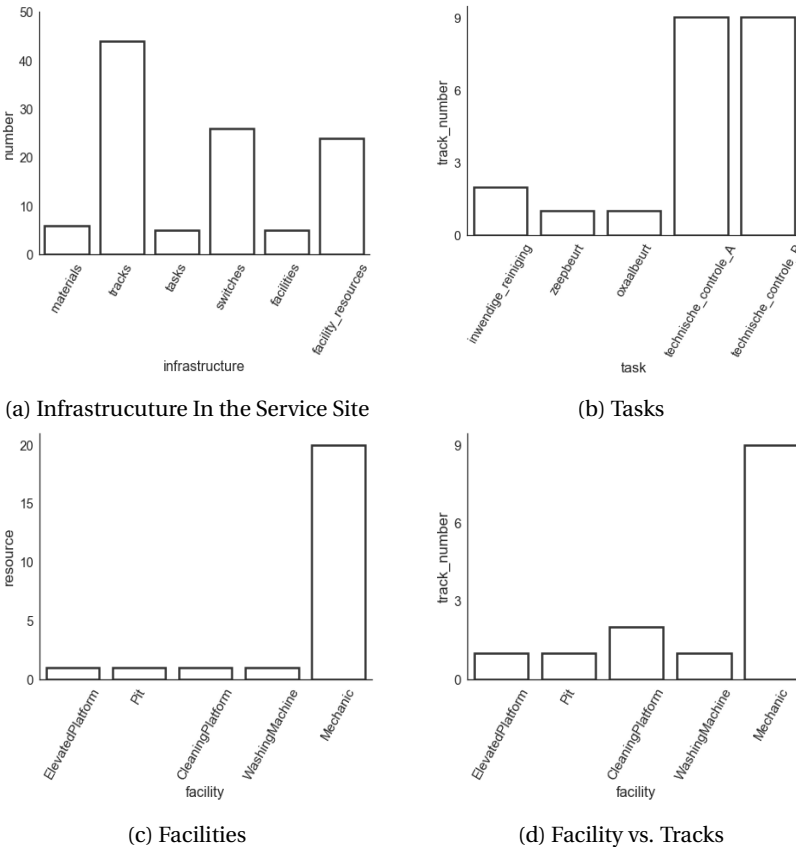 50
40
30
20
10
0
number
materials
tracks
tasks
switches
facilities
facility_resources
infrastructure
(a) Infrastrucuture In the Service Site
9
6
3
0
track_number
inwendige_reiniging
zeepbeurt
oxaalbeurt
technische_controle_A
technische_controle_
task
(b) Tasks
20
15
10
5
0
resource
ElevatedPlatform
Pit
CleaningPlatform
WashingMachine
Mechanic
facility
(c) Facilities
9
6
3
0
track_number
ElevatedPlatform
Pit
CleaningPlatform
WashingMachine
Mechanic
facility
(d) Facility vs. Tracks